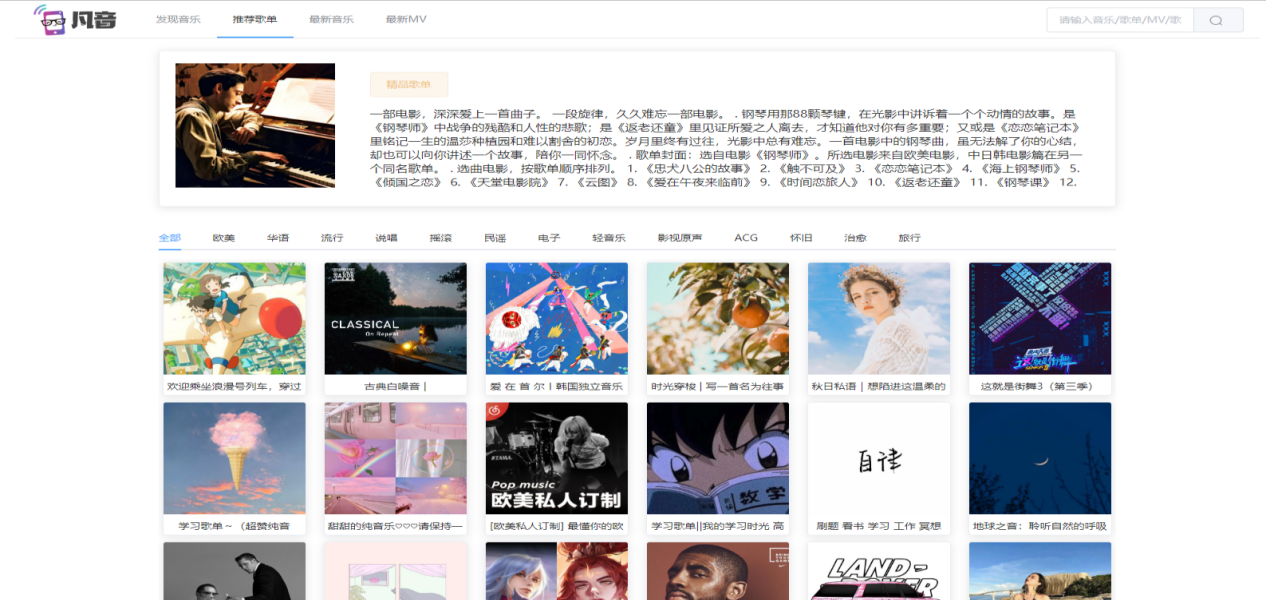 凡音
发现音乐
推荐歌单
最新音乐
最新MV
请输入音乐/歌单/MV/歌
精品歌单
一部电影，深深爱上一首曲子。 一段旋律，久久难忘一部电影。 . 钢琴用那88颗琴键，在光影中讲诉着一个个动情的故事。是
《钢琴师》中战争的残酷和人性的悲歌；是《返老还童》里见证所爱之人离去，才知道他对你有多重要；又或是《恋恋笔记本》
里铭记一生的温莎种植园和难以割舍的初恋。岁月里终有过往，光影中总有难忘。一首电影中的钢琴曲，虽无法解了你的心结，
却也可以向你讲述一个故事，陪你一同怀念。 . 歌单封面：选自电影《钢琴师》。所选电影来自欧美电影，中日韩电影篇在另一
个同名歌单。 . 选曲电影，按歌单顺序排列。 1. 《忠犬八公的故事》 2. 《触不可及》 3. 《恋恋笔记本》 4. 《海上钢琴师》 5.
《倾国之恋》 6. 《天堂电影院》 7. 《云图》 8. 《爱在午夜来临前》 9. 《时间恋旅人》 10. 《返老还童》 11. 《钢琴课》 12.
全部
欧美
华语
流行
说唱
摇滚
民谣
电子
轻音乐
影视原声
ACG
怀旧
治愈
旅行
CLASSICAL
On Repeat
欢迎乘坐浪漫号列车，穿过
古典白噪音 |
爱 在 首 尔 | 韩国独立音乐
时光穿梭 | 写一首名为往事
秋日私语 | 想陷进这温柔的
这就是街舞3（第三季）
Pop music
欧美私人订制
数学
自律
学习歌单～（超赞纯音
甜甜的纯音乐♡♡♡请保持一
[欧美私人订制] 最懂你的欧
学习歌单||我的学习时光 高
刷题 看书 学习 工作 冥想
地球之音：聆听自然的呼吸
LAND-
POWER